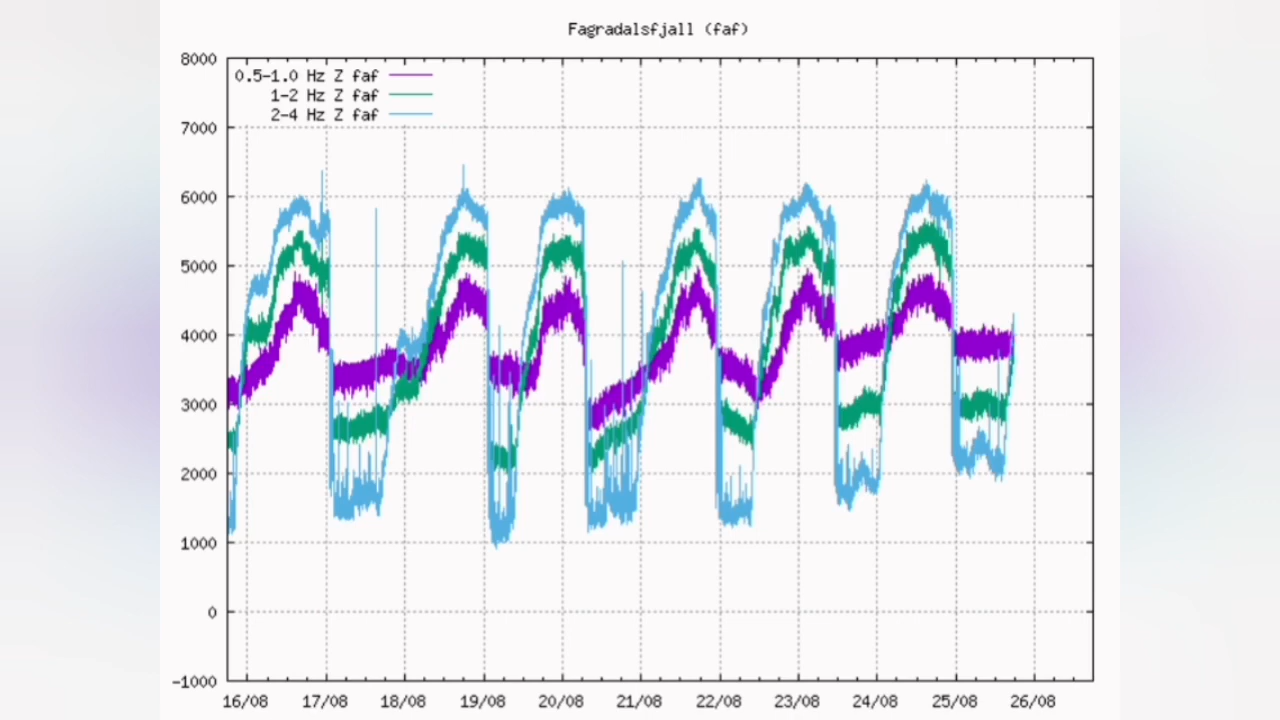 Fagradalsfjall (faf)
8000
0.5-1.0 Hz Z faf
1-2 Hz Z faf
2-4 Hz Z faf
7000
6000
5000
4000
3000
2000
1000
0
-1000
16/08 17/08 18/08 19/08 20/08 21/08 22/08 23/08 24/08 25/08 26/08